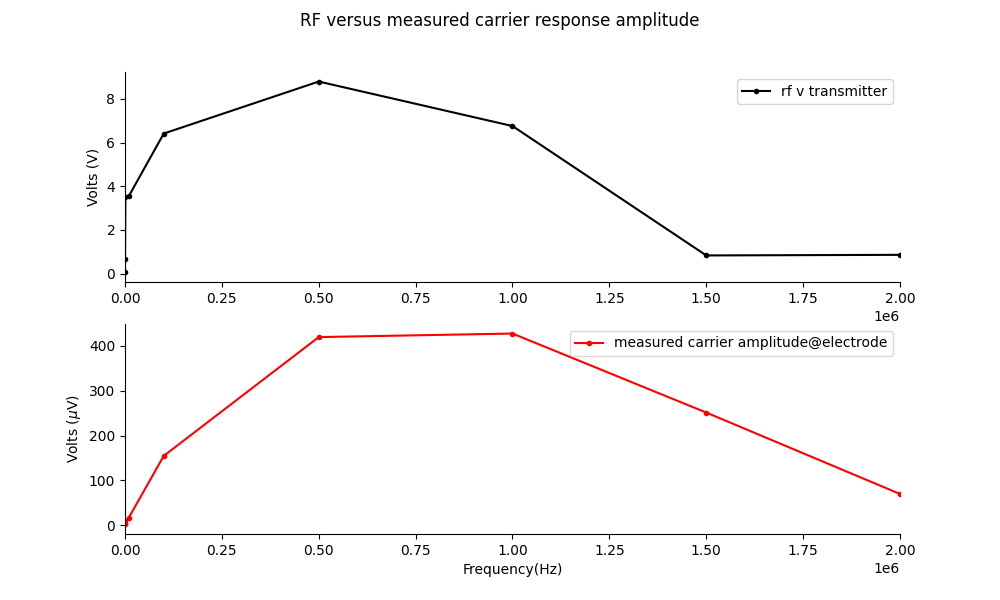 RF versus measured carrier response amplitude
rf v transmitter
Volts (V)
8
6
4
2
0
0.00 0.25 0.50 0.75 1.00 1.25 1.50 1.75 2.00
1e6
measured carrier amplitude@electrode
Volts (μV)
400
300
200
100
0
0.00 0.25 0.50 0.75 1.00 1.25 1.50 1.75 2.00
Frequency(Hz)
1e6